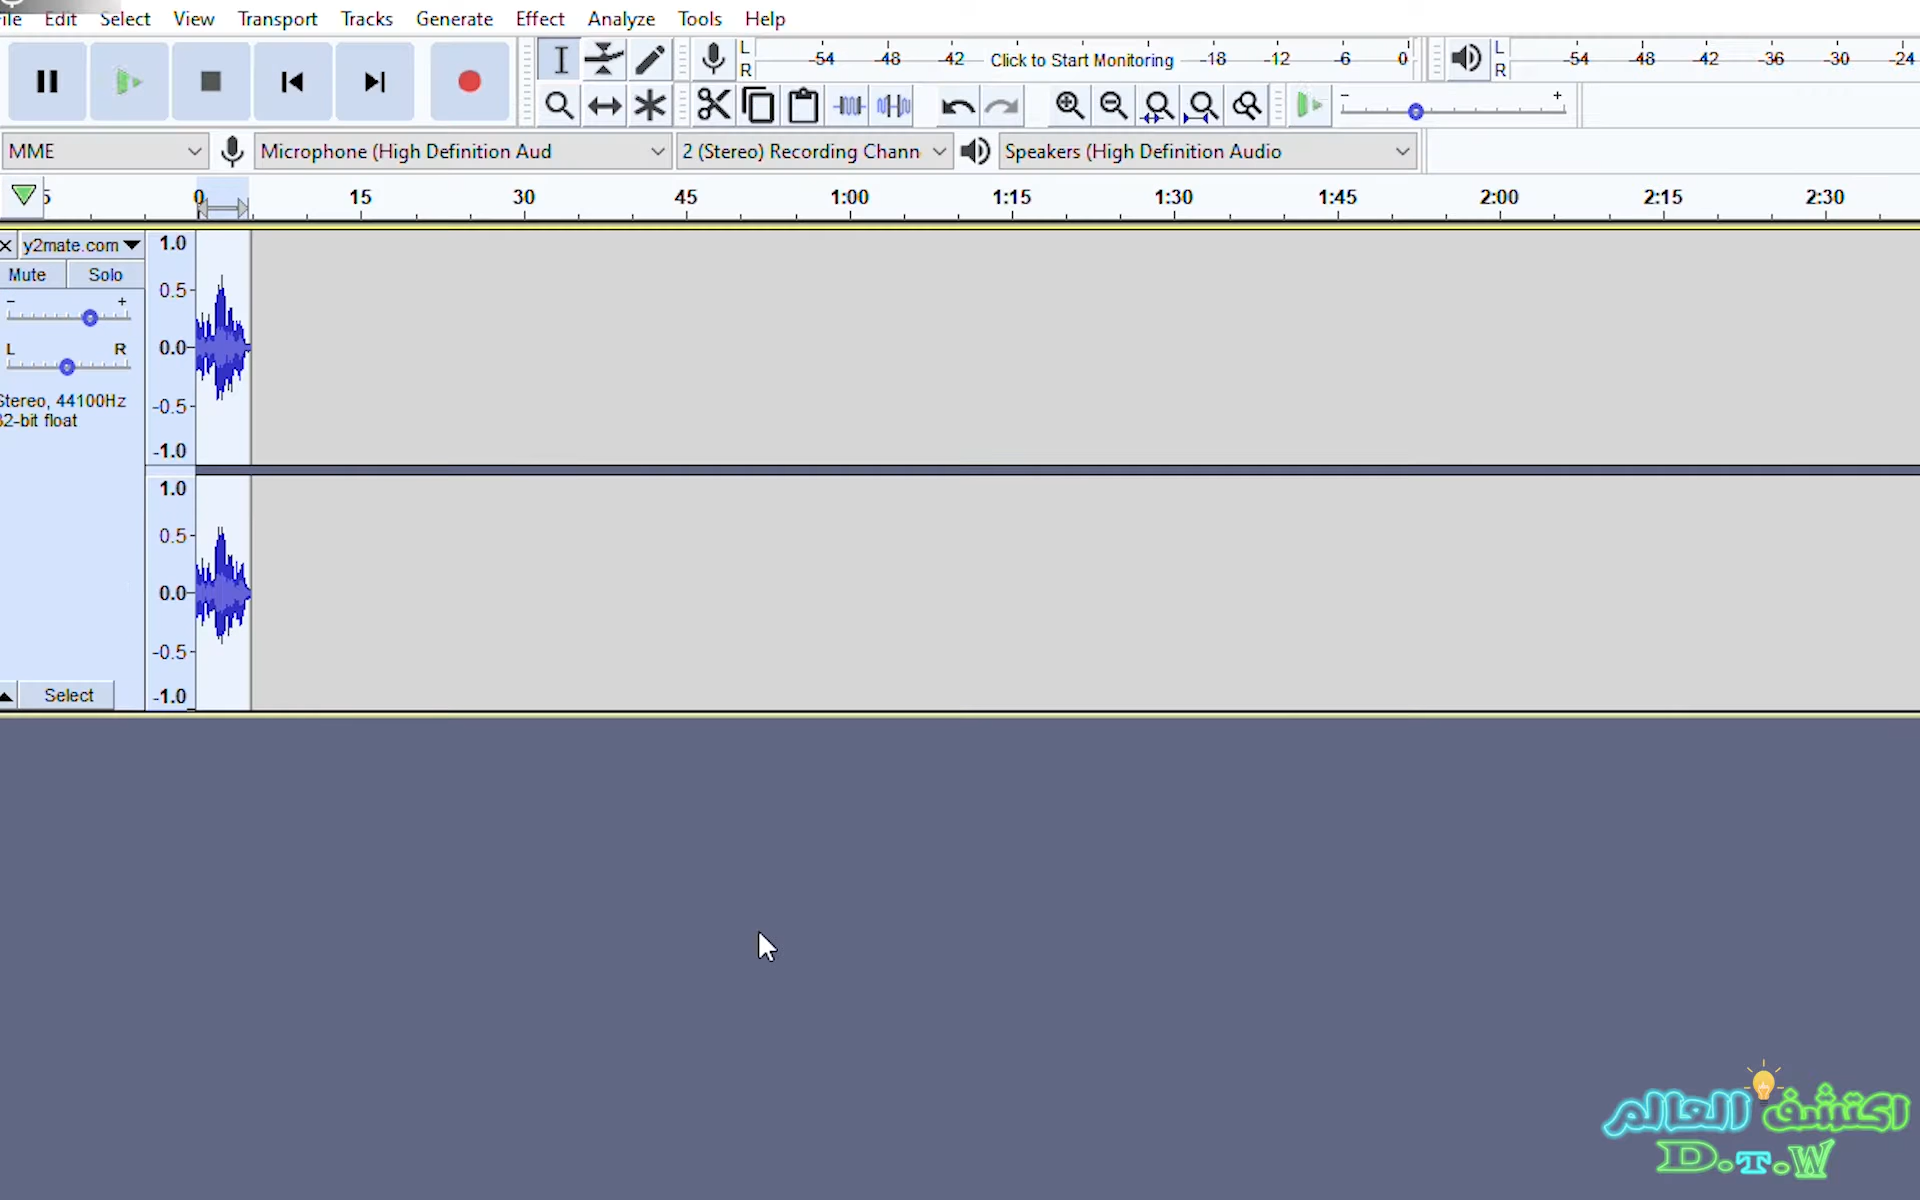 ile Edit Select View Transport Tracks Generate Effect Analyze Tools Help
L R -54 -48 -42 Click to Start Monitoring -18 -12 -6 0 L R -54 -48 -42 -36 -30 -24
- +
MME Microphone (High Definition Aud 2 (Stereo) Recording Chann Speakers (High Definition Audio
5 0 15 30 45 1:00 1:15 1:30 1:45 2:00 2:15 2:30
y2mate.com 1.0
Mute Solo
0.5
- +
L R 0.0
Stereo, 44100Hz -0.5
32-bit float
-1.0
1.0
0.5
0.0
-0.5
Select -1.0
اكتشف العالم
D.T.W